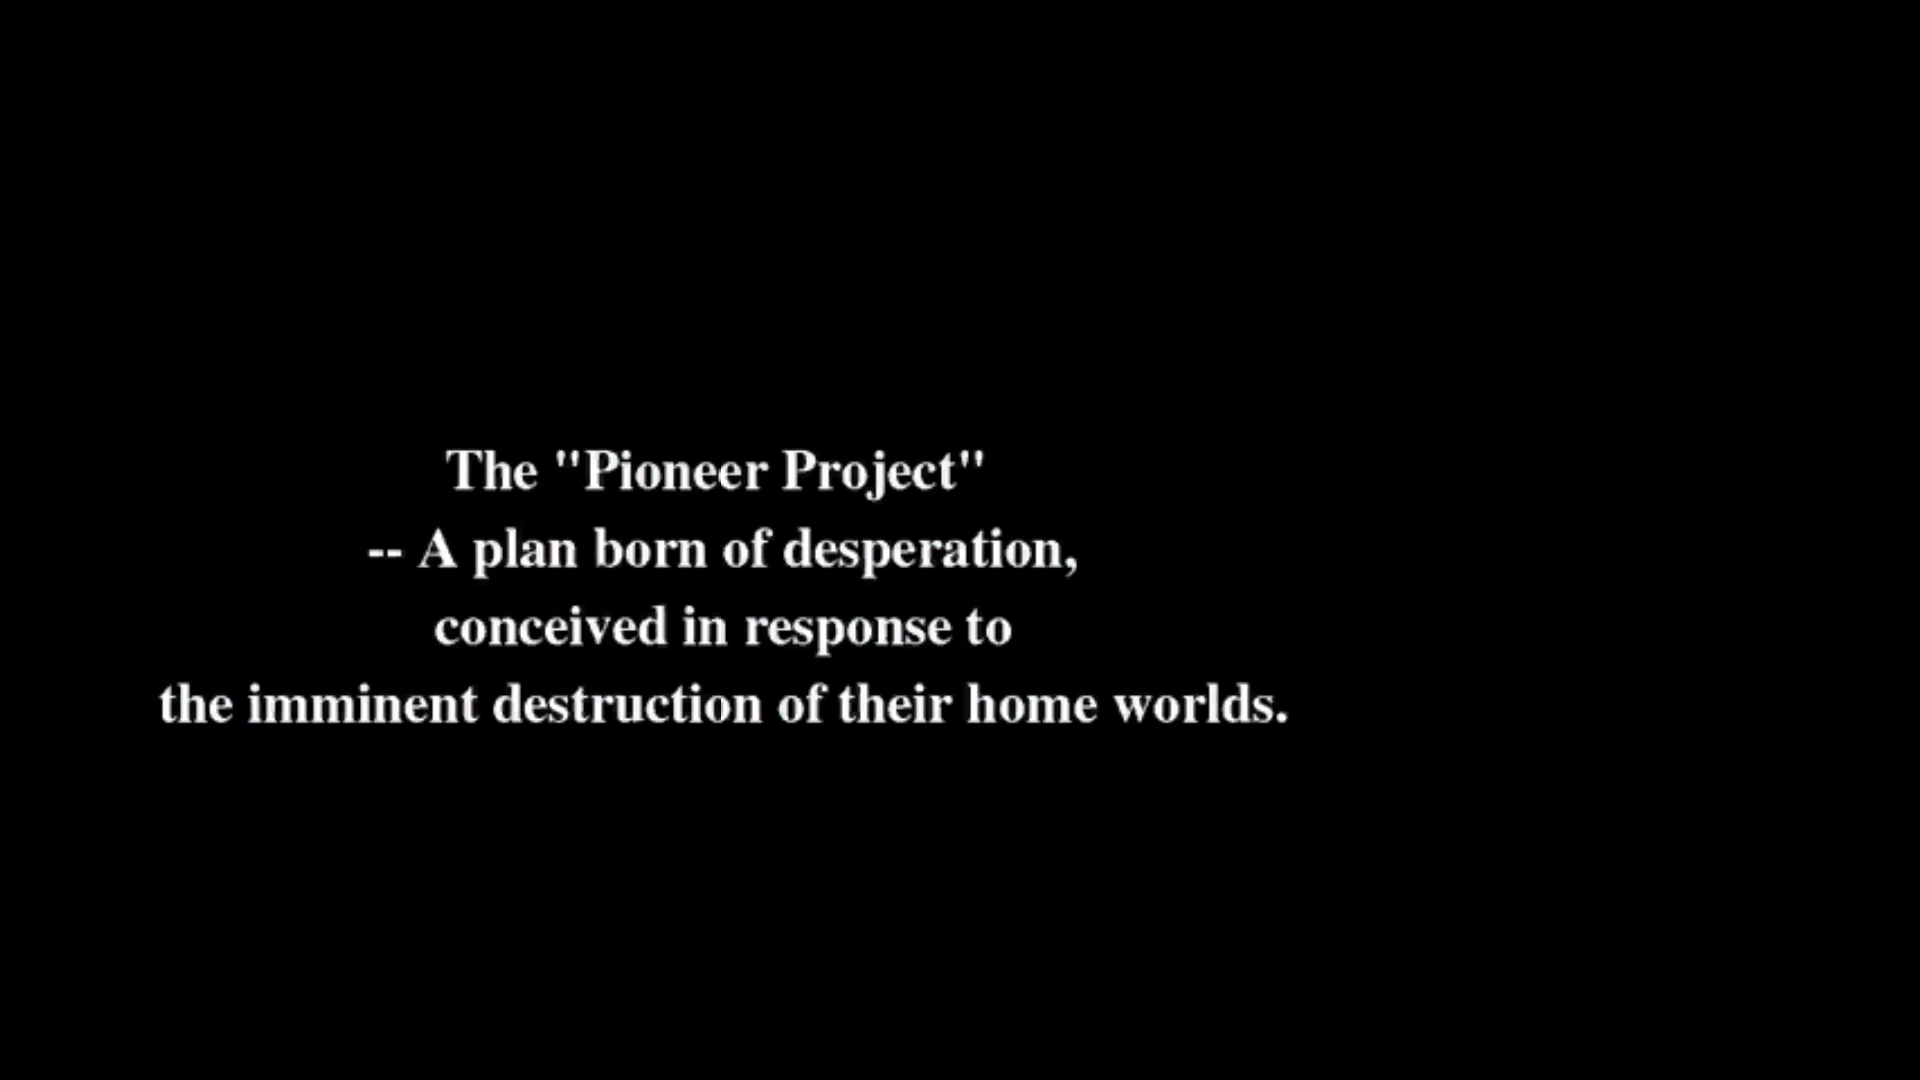 The "Pioneer Project"
-- A plan born of desperation,
conceived in response to
the imminent destruction of their home worlds.